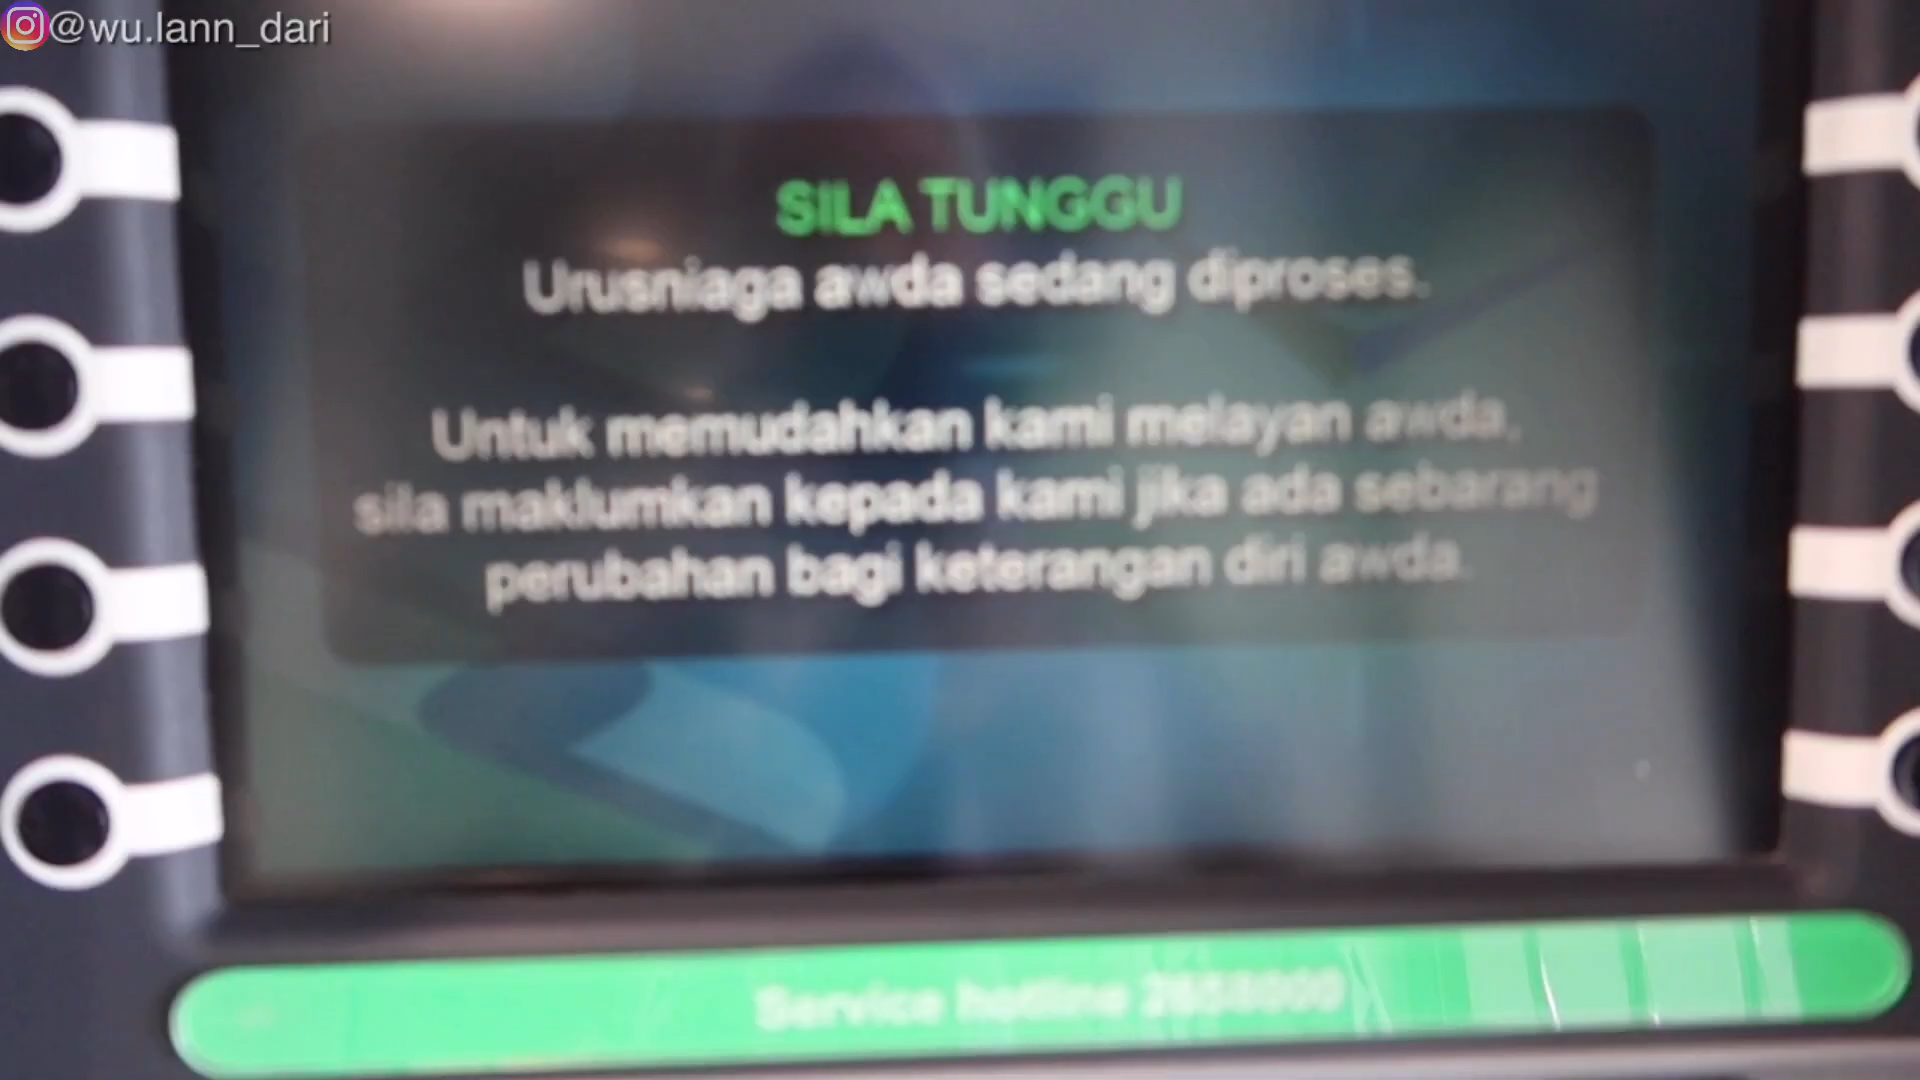 @wu.lann_dari
SILA TUNGGU
Urusniaga awda sedang diproses.
Untuk memudahkan kami melayan awda,
sila maklumkan kepada kami jika ada sebarang
perubahan bagi keterangan diri awda.
Service hotline